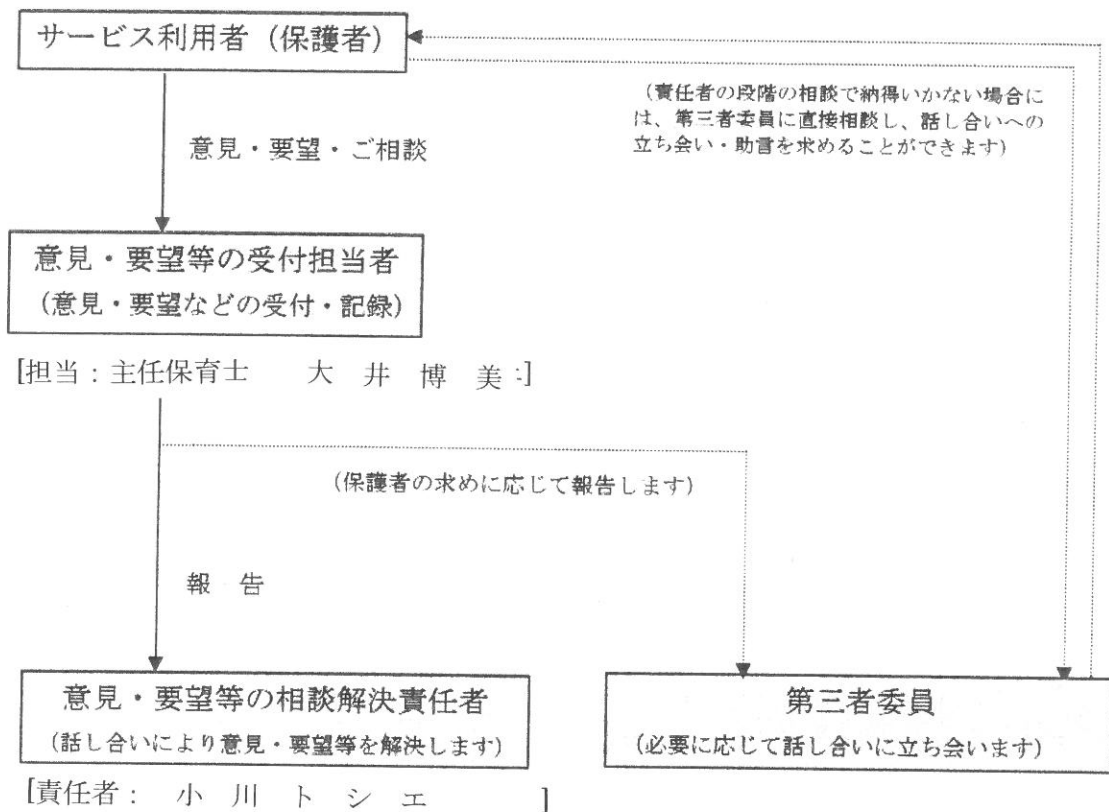 サービス利用者（保護者）
（責任者の段階の相談で納得いかない場合に
は、第三者委員に直接相談し、話し合いへの
立ち会い・助言を求めることができます）
意見・要望・ご相談
意見・要望等の受付担当者
（意見・要望などの受付・記録）
[担当：主任保育士　大 井 博 美 ]
（保護者の求めに応じて報告します）
報 告
意見・要望等の相談解決責任者
（話し合いにより意見・要望等を解決します）
[責任者： 小 川 ト シ エ ]
第三者委員
（必要に応じて話し合いに立ち会います）